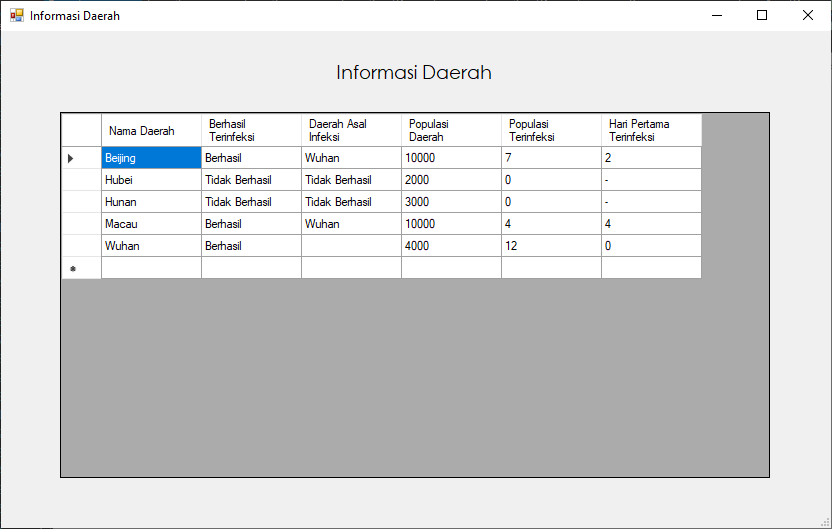 Informasi Daerah
Informasi Daerah
Nama Daerah Berhasil Terinfeksi Daerah Asal Infeksi Populasi Daerah Populasi Terinfeksi Hari Pertama Terinfeksi
Beijing Berhasil Wuhan 10000 7 2
Hubei Tidak Berhasil Tidak Berhasil 2000 0 -
Hunan Tidak Berhasil Tidak Berhasil 3000 0 -
Macau Berhasil Wuhan 10000 4 4
Wuhan Berhasil 4000 12 0